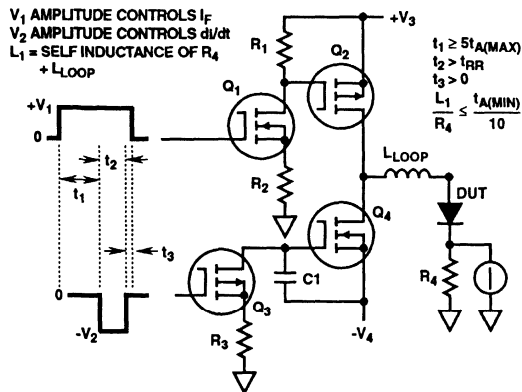 V1 AMPLITUDE CONTROLS IF
V2 AMPLITUDE CONTROLS di/dt
L1 = SELF INDUCTANCE OF R4
+ LLOOP
+V1
0
t1
t2
t3
0
-V2
R1
Q1
R2
Q2
+V3
t1 ≥ 5tA(MAX)
t2 > tRR
t3 > 0
L1
R4
≤
tA(MIN)
10
LLOOP
DUT
Q4
R4
C1
Q3
R3
-V4